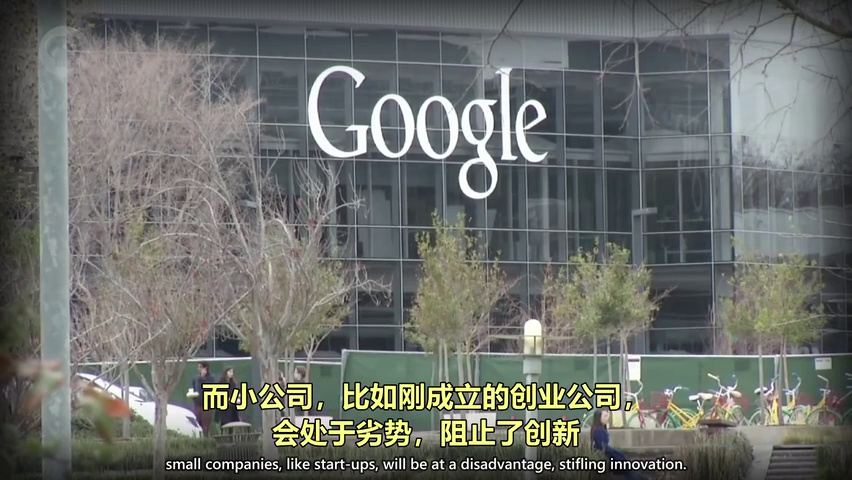 Google
而小公司，比如刚成立的创业公司，
会处于劣势，阻止了创新
small companies, like start-ups, will be at a disadvantage, stifling innovation.